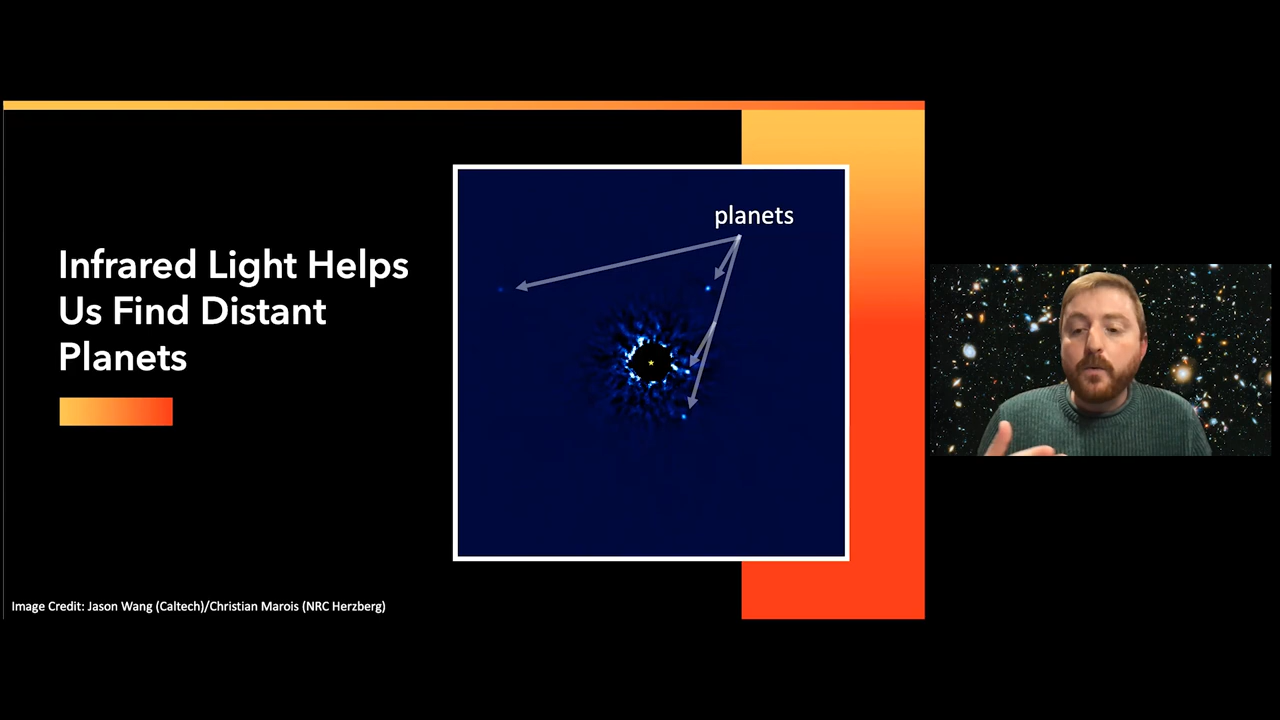 Infrared Light Helps
Us Find Distant
Planets
planets
Image Credit: Jason Wang (Caltech)/Christian Marois (NRC Herzberg)